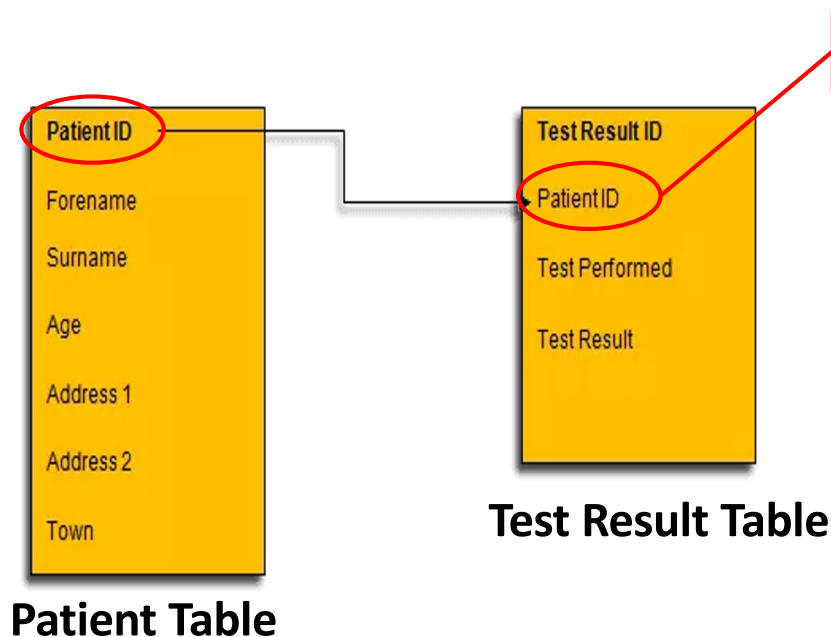 Patient ID
Forename
Surname
Age
Address 1
Address 2
Town
Patient Table
Test Result ID
Patient ID
Test Performed
Test Result
Test Result Table